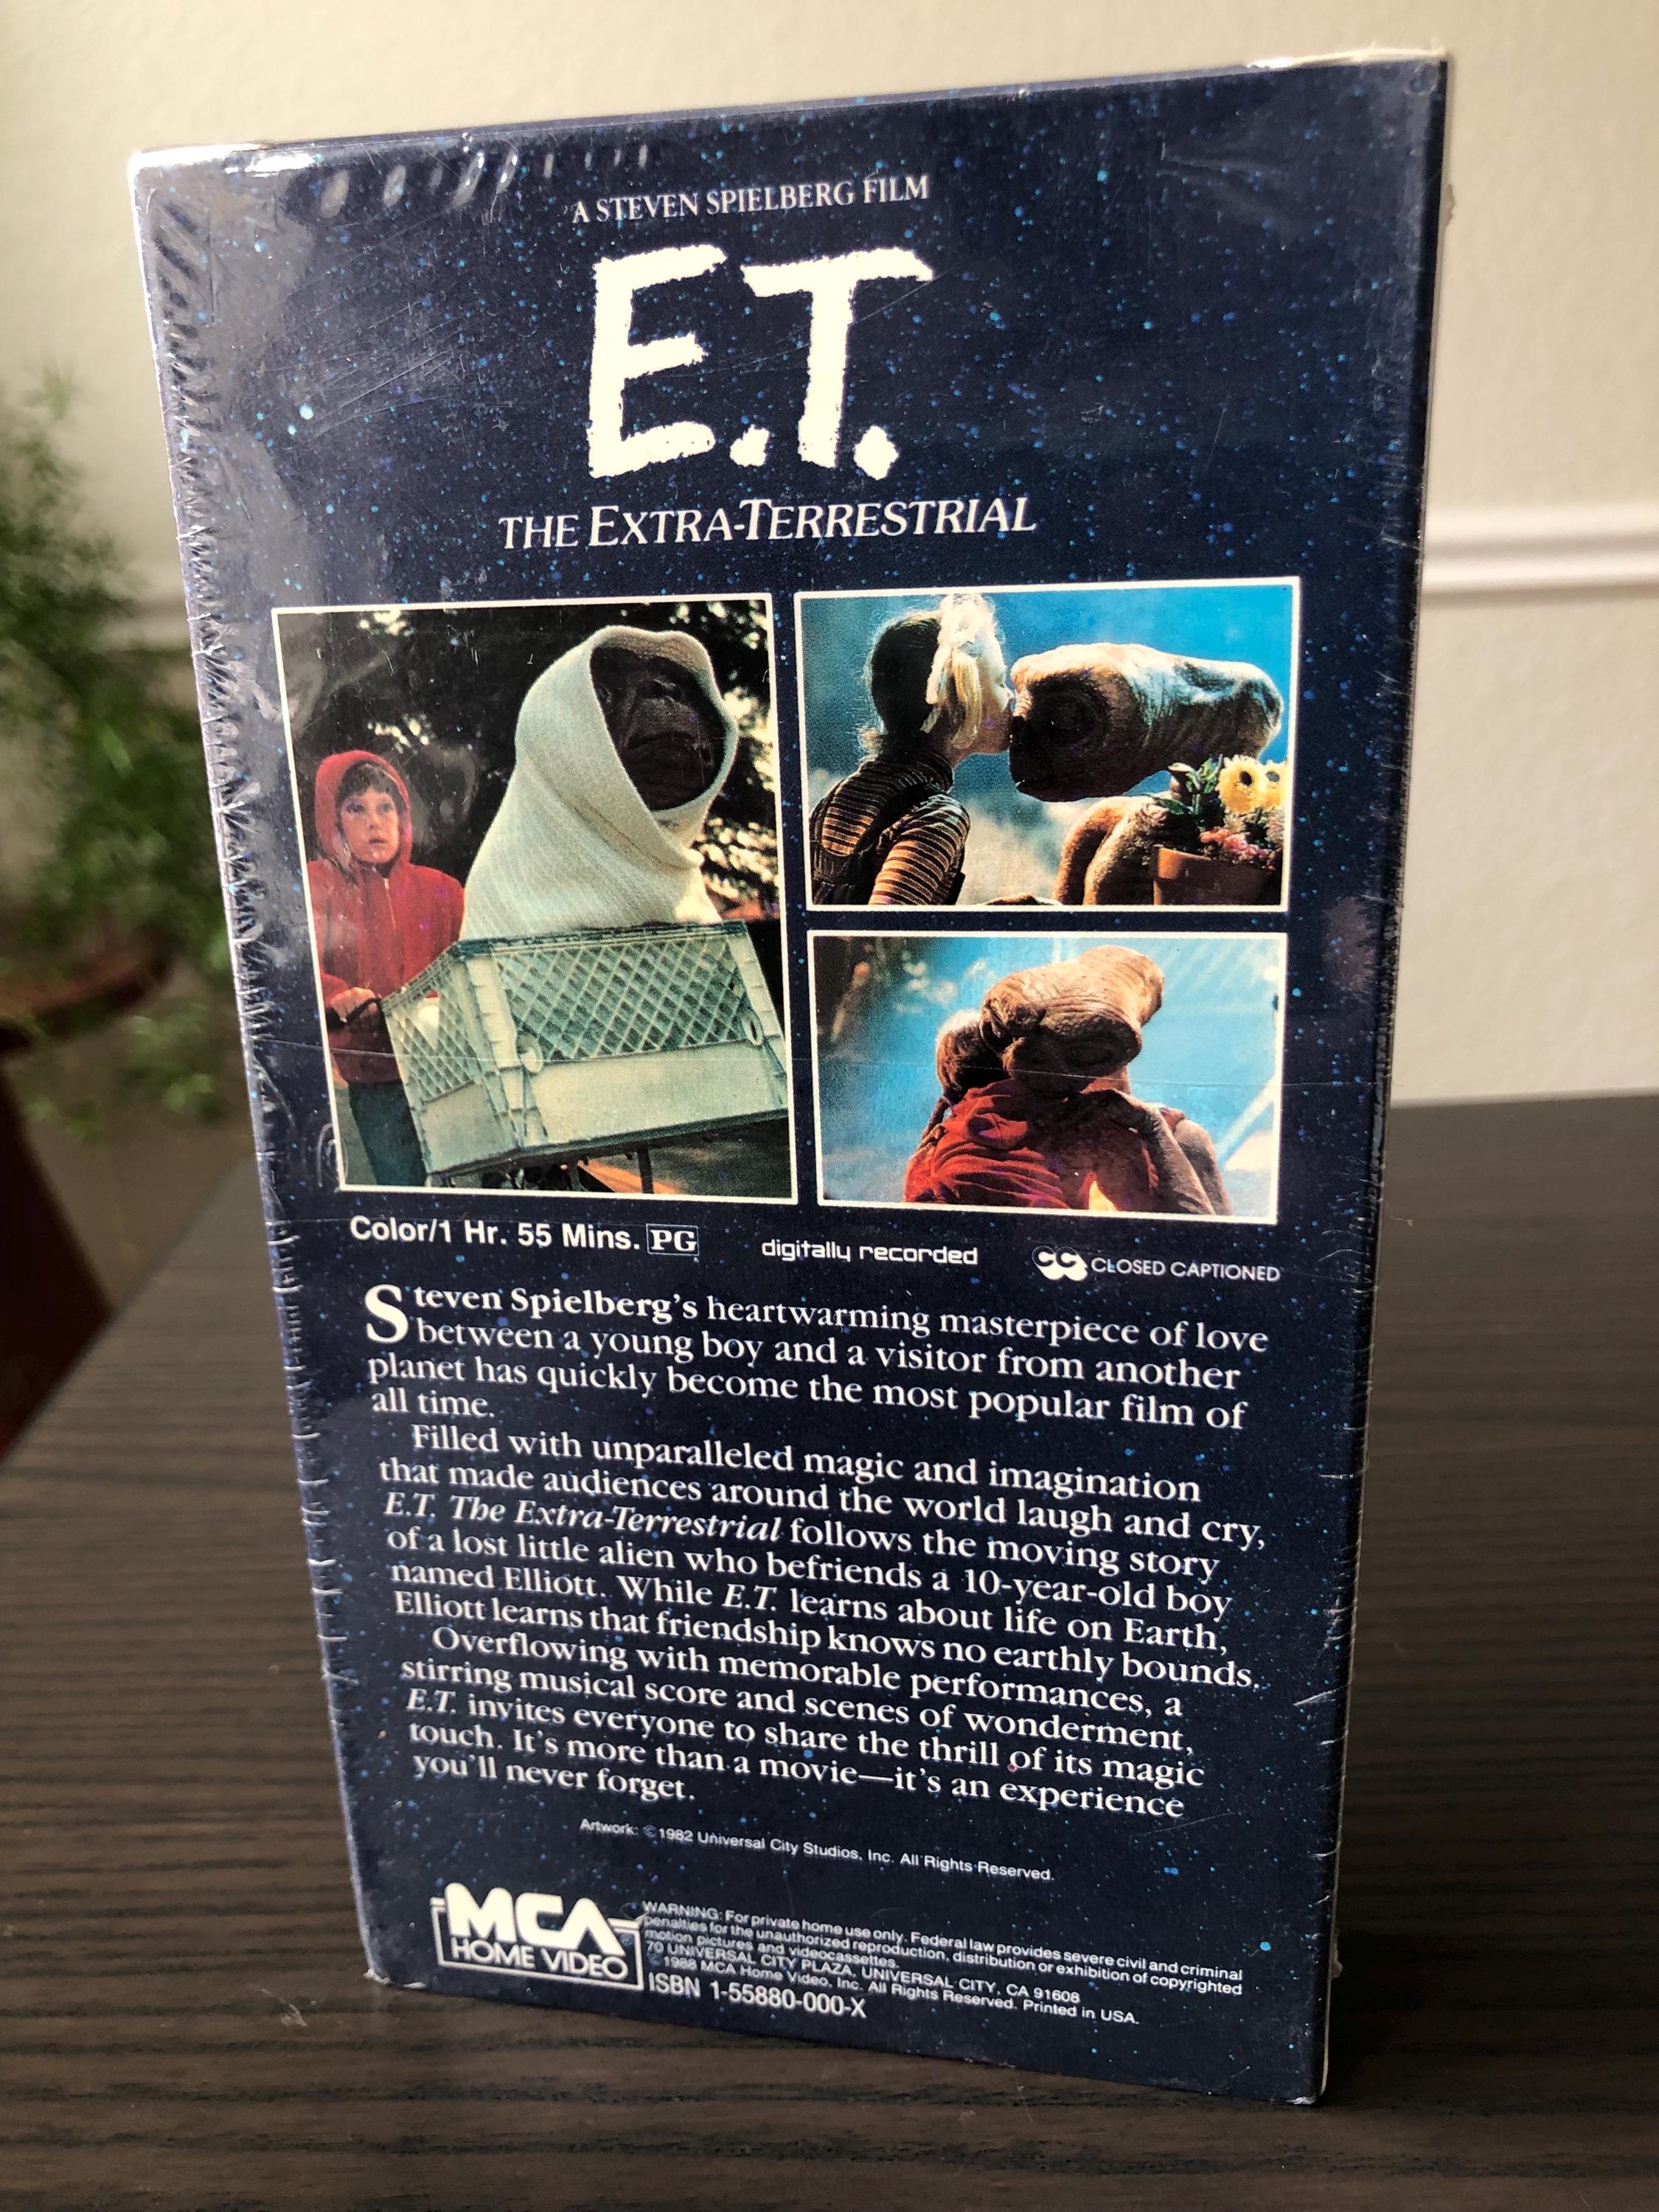 A STEVEN SPIELBERG FILM
E.T.
THE EXTRA-TERRESTRIAL
Color/1 Hr. 55 Mins. PG
digitally recorded
CC CLOSED CAPTIONED
Steven Spielberg's heartwarming masterpiece of love
between a young boy and a visitor from another
planet has quickly become the most popular film of
all time.
Filled with unparalleled magic and imagination
that made audiences around the world laugh and cry,
E.T. The Extra-Terrestrial follows the moving story
of a lost little alien who befriends a 10-year-old boy
named Elliott. While E.T. learns about life on Earth,
Elliott learns that friendship knows no earthly bounds.
Overflowing with memorable performances, a
stirring musical score and scenes of wonderment,
E.T. invites everyone to share the thrill of its magic
touch. It's more than a movie—it's an experience
you'll never forget.
Artwork: ©1982 Universal City Studios, Inc. All Rights Reserved.
MCA
HOME VIDEO
WARNING: For private home use only. Federal law provides severe civil and criminal
penalties for the unauthorized reproduction, distribution or exhibition of copyrighted
motion pictures and videocassettes.
70 UNIVERSAL CITY PLAZA, UNIVERSAL CITY, CA 91608
©1988 MCA Home Video, Inc. All Rights Reserved. Printed in USA.
ISBN 1-55880-000-X